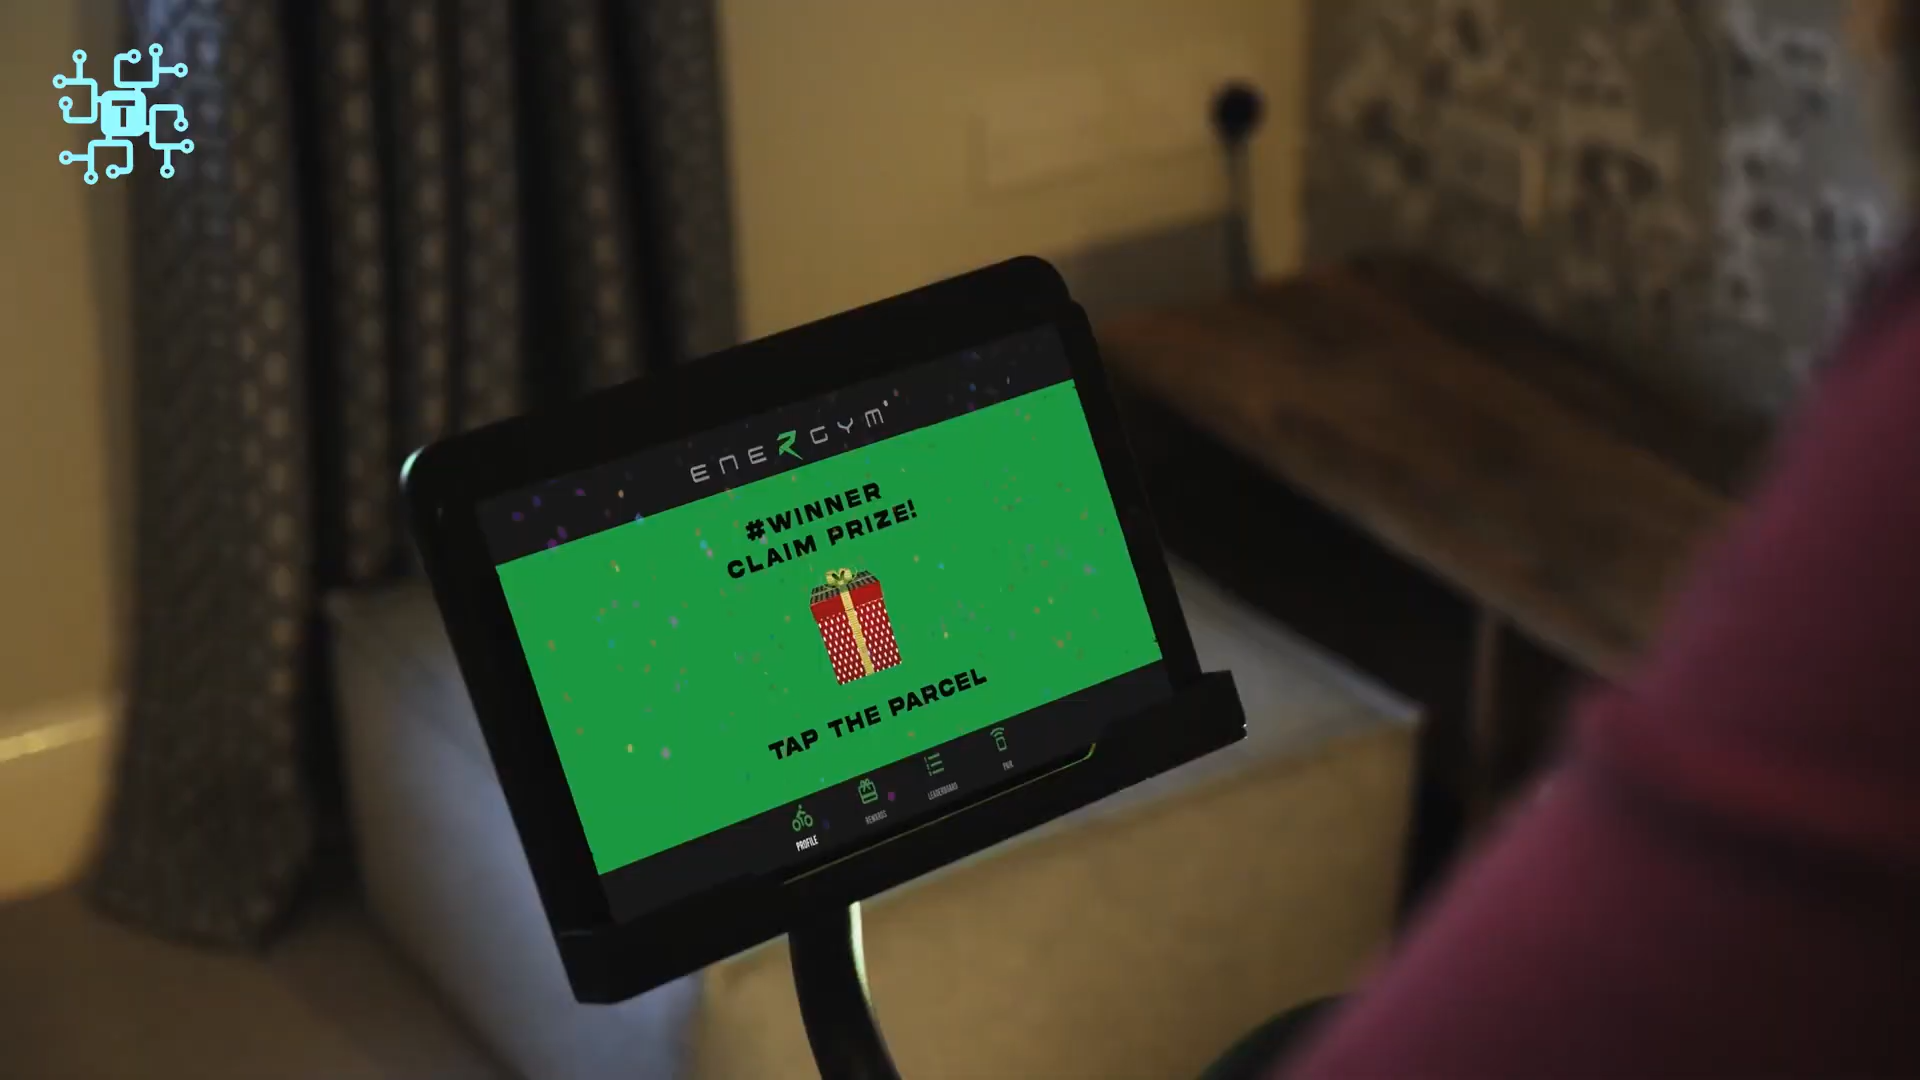 T
ENERGYM
#WINNER
CLAIM PRIZE!
TAP THE PARCEL
PROFILE
REWARDS
LEADERBOARD
PAIR